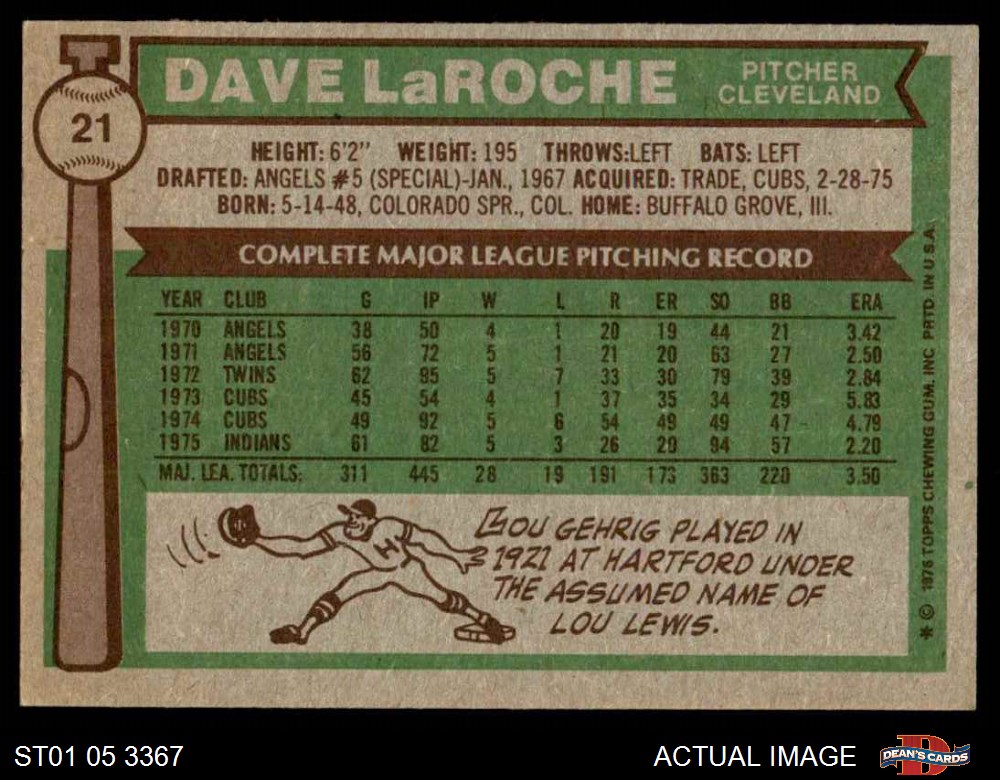 21
DAVE LaROCHE
PITCHER
CLEVELAND
HEIGHT: 6'2" WEIGHT: 195 THROWS:LEFT BATS: LEFT
DRAFTED: ANGELS #5 (SPECIAL)-JAN., 1967 ACQUIRED: TRADE, CUBS, 2-28-75
BORN: 5-14-48, COLORADO SPR., COL. HOME: BUFFALO GROVE, Ill.
COMPLETE MAJOR LEAGUE PITCHING RECORD
YEAR CLUB G IP W L R ER SO BB ERA
1970 ANGELS 38 50 4 1 20 19 44 21 3.42
1971 ANGELS 56 72 5 1 21 20 63 27 2.50
1972 TWINS 62 95 5 7 33 30 79 39 2.84
1973 CUBS 45 54 4 1 37 35 34 29 5.83
1974 CUBS 49 92 5 6 54 49 49 47 4.79
1975 INDIANS 61 82 5 3 26 20 94 57 2.20
MAJ. LEA. TOTALS: 311 445 28 19 191 173 363 220 3.50
H
LOU GEHRIG PLAYED IN
1921 AT HARTFORD UNDER
THE ASSUMED NAME OF
LOU LEWIS.
* © 1976 TOPPS CHEWING GUM, INC PRTD. IN U.S.A.
ST01 05 3367
ACTUAL IMAGE
D
DEAN'S CARDS